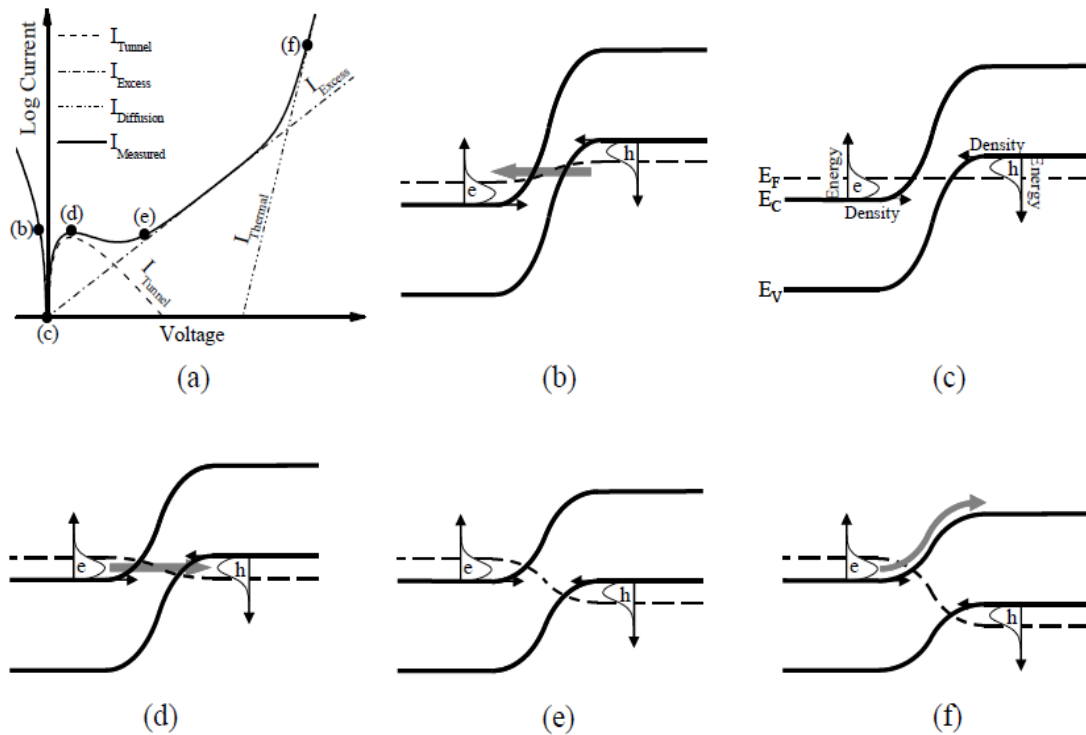 Log Current
I_Tunnel
I_Excess
I_Diffusion
I_Measured
(f)
I_Excess
(b)
(d)
(e)
I_Thermal
I_Tunnel
(c)
Voltage
(a)
e
h
(b)
E_F
E_C
E_V
Energy
e
Density
Density
h
Energy
(c)
e
h
(d)
e
h
(e)
e
h
(f)